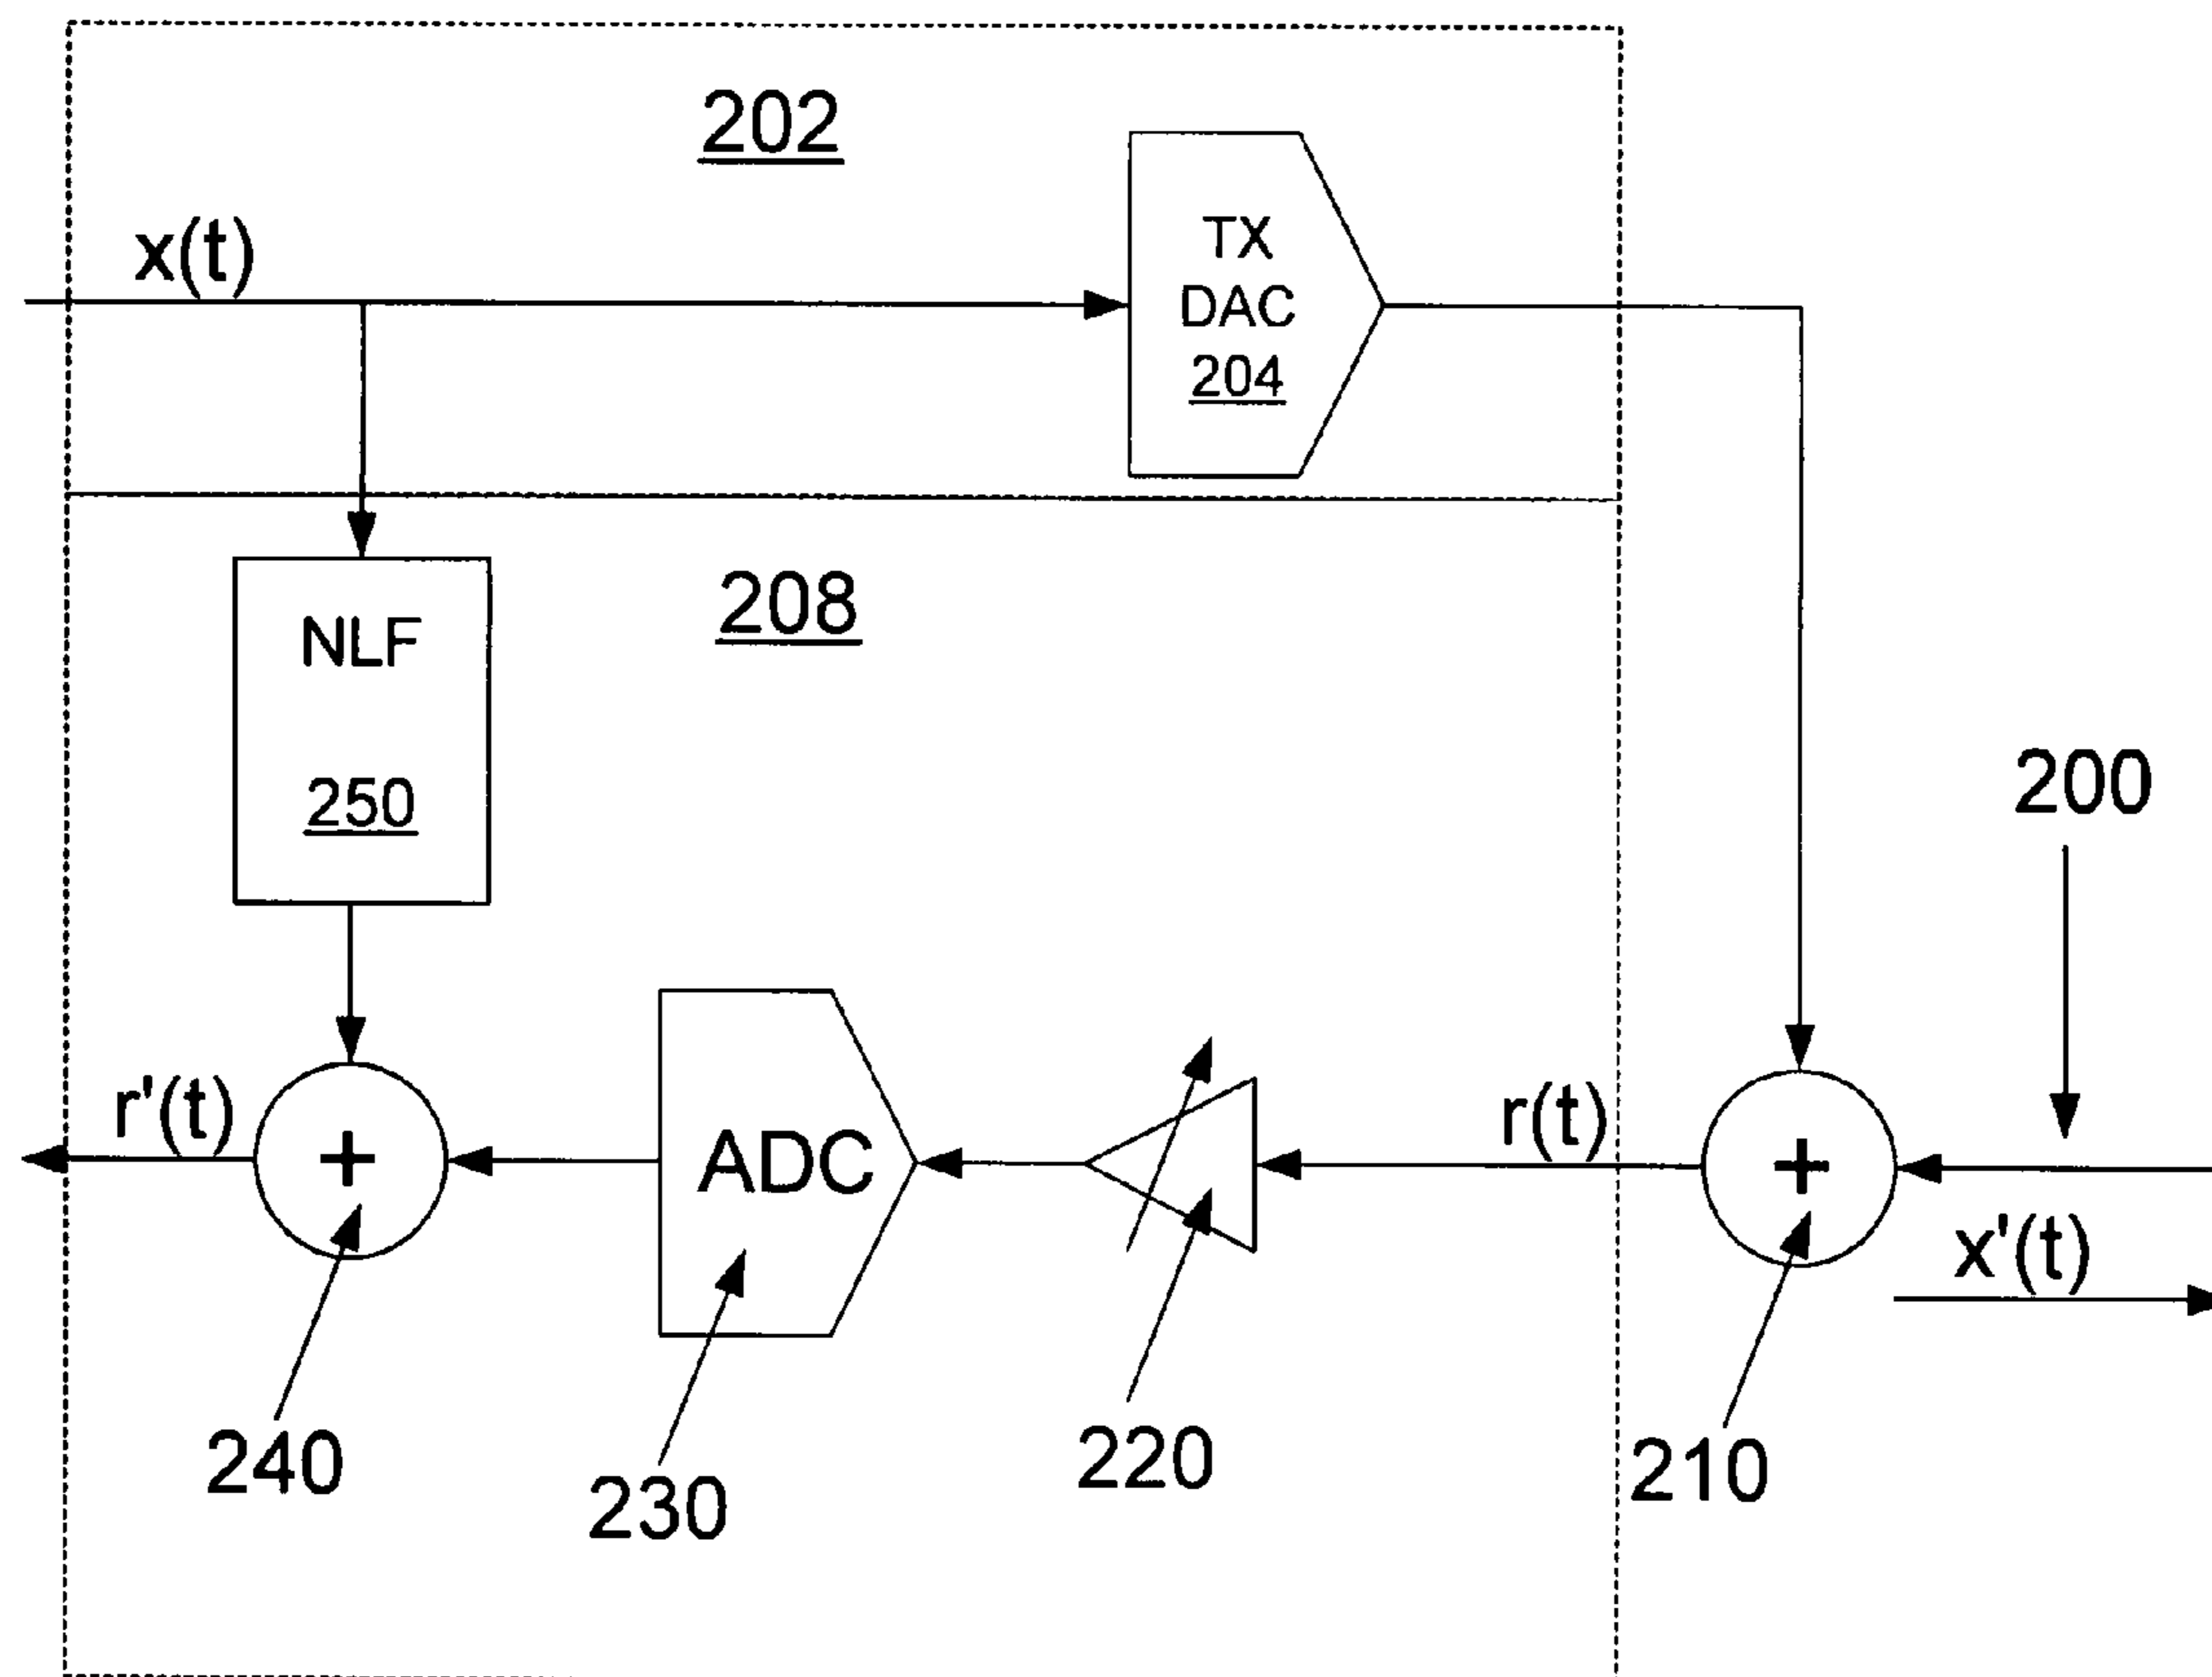 202
x(t)
TX
DAC
204
NLF
250
208
200
r'(t)
+
ADC
r(t)
+
x'(t)
240
230
220
210